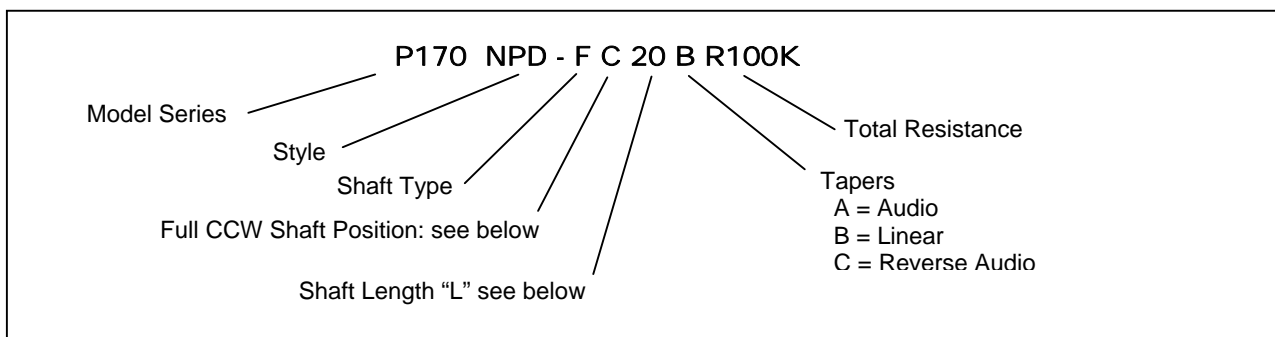 P170 NPD - F C 20 B R100K
Model Series
Total Resistance
Style
Tapers
Shaft Type
A = Audio
Full CCW Shaft Position: see below
B = Linear
C = Reverse Audio
Shaft Length “L” see below